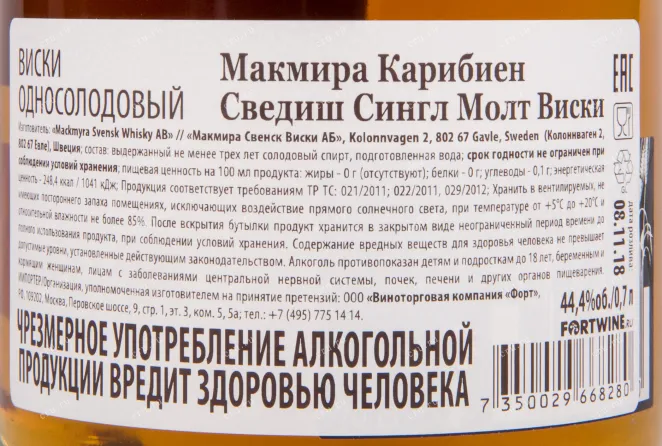 ВИСКИ
ОДНОСОЛОДОВЫЙ
Макмира Карибиен
Сведиш Сингл Молт Виски
Изготовитель: «Mackmyra Svensk Whisky AB» // «Макмира Свенск Виски АБ», Kolonnvagen 2, 802 67 Gavle, Sweden (Колоннваген 2,
802 67 Евле), Швеция; состав: выдержанный не менее трех лет солодовый спирт, подготовленная вода; срок годности не ограничен при
соблюдении условий хранения; пищевая ценность на 100 мл продукта: жиры - 0 г (отсутствуют); белки - 0 г; углеводы - 0,1 г; энергетическая
ценность - 248,4 ккал / 1041 кДж; Продукция соответствует требованиям ТР ТС: 021/2011; 022/2011, 029/2012; Хранить в вентилируемых, не
имеющих постороннего запаха помещениях, исключающих воздействие прямого солнечного света, при температуре от +5°С до +20°С и
относительной влажности не более 85%. После вскрытия бутылки продукт хранится в закрытом виде неограниченный период времени до
полного использования продукта, при соблюдении условий хранения. Содержание вредных веществ для здоровья человека не превышает
допустимые уровни, установленные действующим законодательством. Алкоголь противопоказан детям и подросткам до 18 лет, беременным и
кормящим женщинам, лицам с заболеваниями центральной нервной системы, почек, печени и других органов пищеварения.
ИМПОРТЕР/Организация, уполномоченная изготовителем на принятие претензий: ООО «Виноторговая компания «Форт»,
РФ, 109202, Москва, Перовское шоссе, 9, стр. 1, эт. 3, ком. 5, 5а; тел.: +7 (495) 775 14 14.
ЧРЕЗМЕРНОЕ УПОТРЕБЛЕНИЕ АЛКОГОЛЬНОЙ
ПРОДУКЦИИ ВРЕДИТ ЗДОРОВЬЮ ЧЕЛОВЕКА
EAC
Дата розлива:
08.11.18
44,4%об./0,7 л
FORTWINE.RU
7 350029 668280